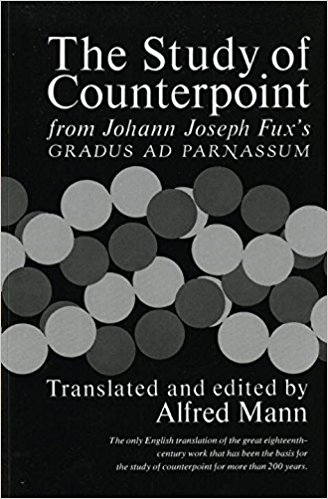 The Study of
Counterpoint
from Johann Joseph Fux's
GRADUS AD PARNASSUM
Translated and edited by
Alfred Mann
The only English translation of the great eighteenth-
century work that has been the basis for
the study of counterpoint for more than 200 years.